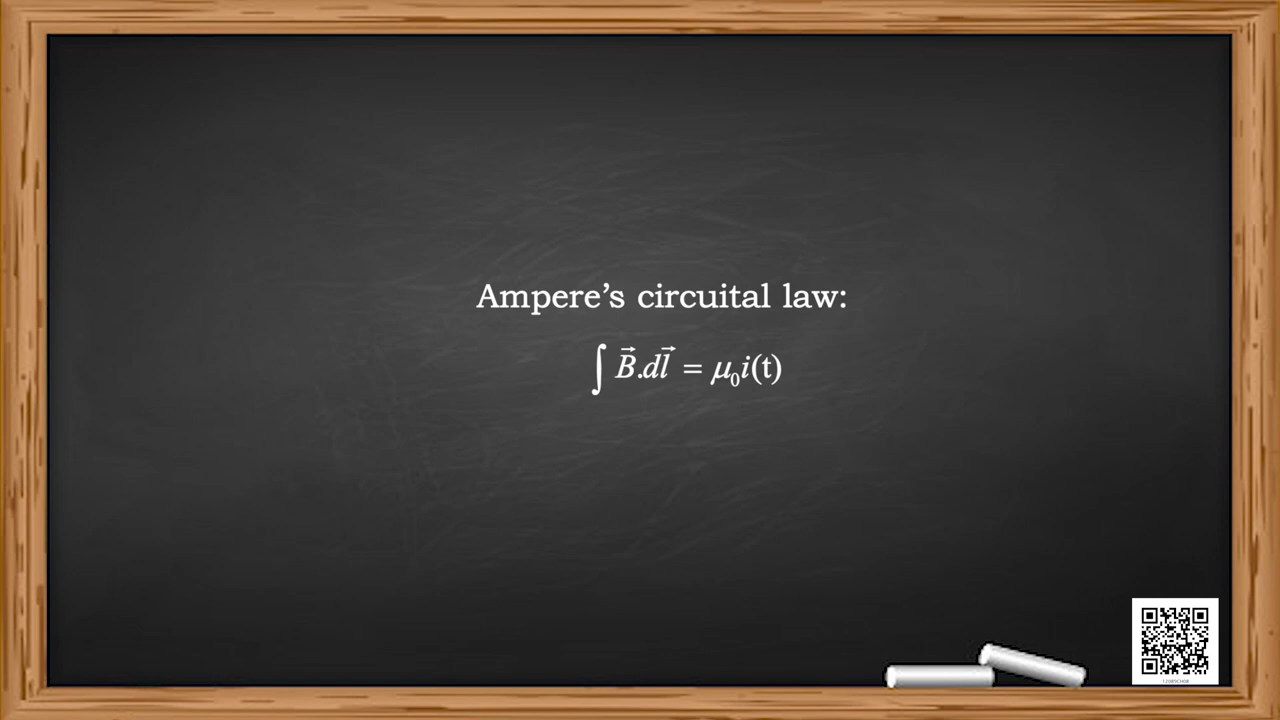 Ampere’s circuital law:
∫ B⃗.dl⃗ = μ₀i(t)